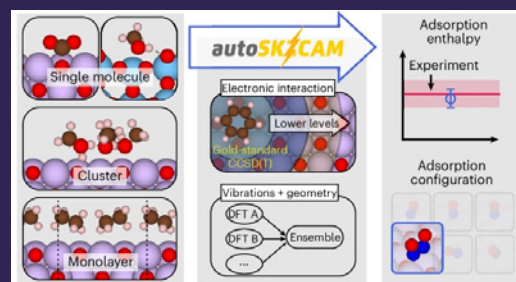 Single molecule
Cluster
Monolayer
autoSKZCAM
Electronic interaction
Lower levels
Gold-standard
CCSD(T)
Vibrations + geometry
DFT A
DFT B
...
Ensemble
Adsorption
enthalpy
Experiment
Adsorption
configuration